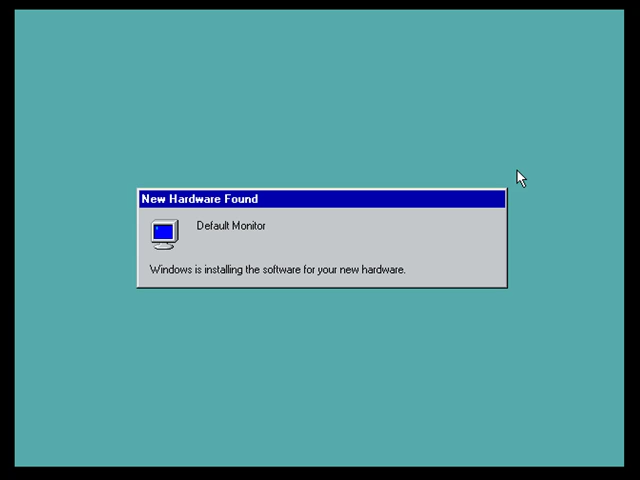 New Hardware Found
Default Monitor
Windows is installing the software for your new hardware.